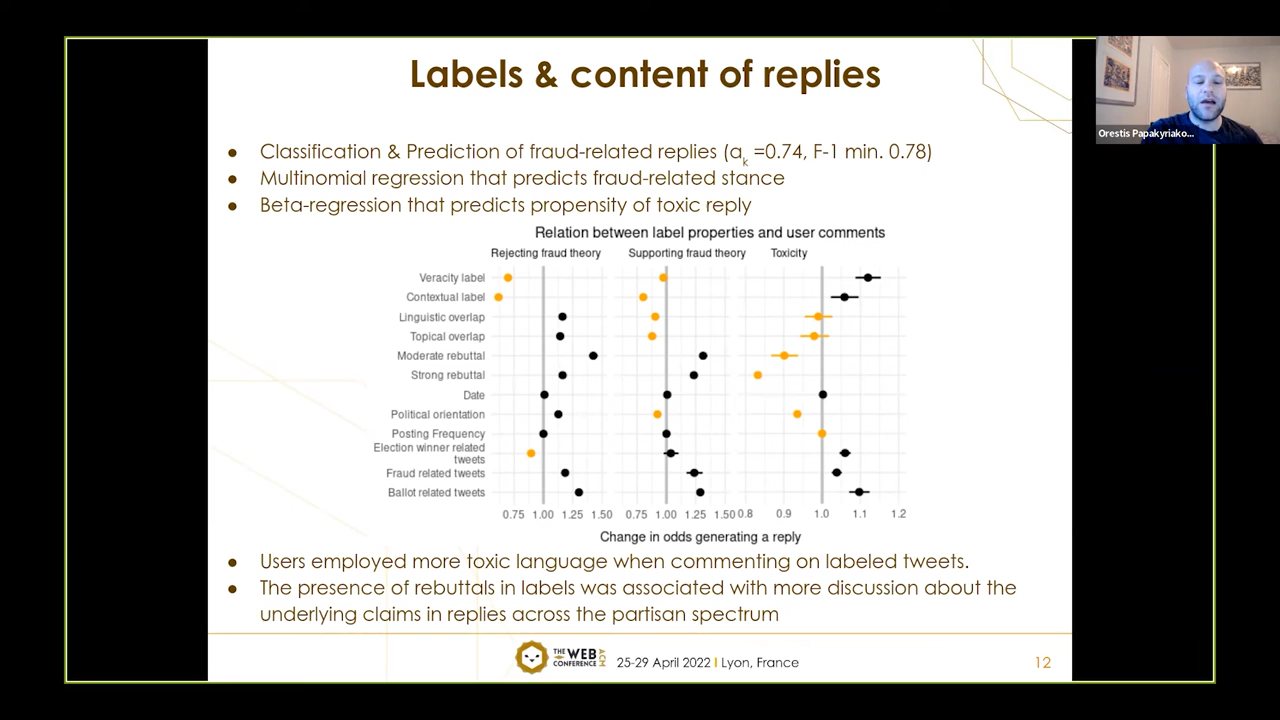 Labels & content of replies
Orestis Papakyriako...
● Classification & Prediction of fraud-related replies (ak =0.74, F-1 min. 0.78)
● Multinomial regression that predicts fraud-related stance
● Beta-regression that predicts propensity of toxic reply
Relation between label properties and user comments
Rejecting fraud theory Supporting fraud theory Toxicity
Veracity label
Contextual label
Linguistic overlap
Topical overlap
Moderate rebuttal
Strong rebuttal
Date
Political orientation
Posting Frequency
Election winner related
tweets
Fraud related tweets
Ballot related tweets
0.75 1.00 1.25 1.50 0.75 1.00 1.25 1.50 0.8 0.9 1.0 1.1 1.2
Change in odds generating a reply
● Users employed more toxic language when commenting on labeled tweets.
● The presence of rebuttals in labels was associated with more discussion about the
underlying claims in replies across the partisan spectrum
THE WEB CONFERENCE ACM
25-29 April 2022 I Lyon, France
12